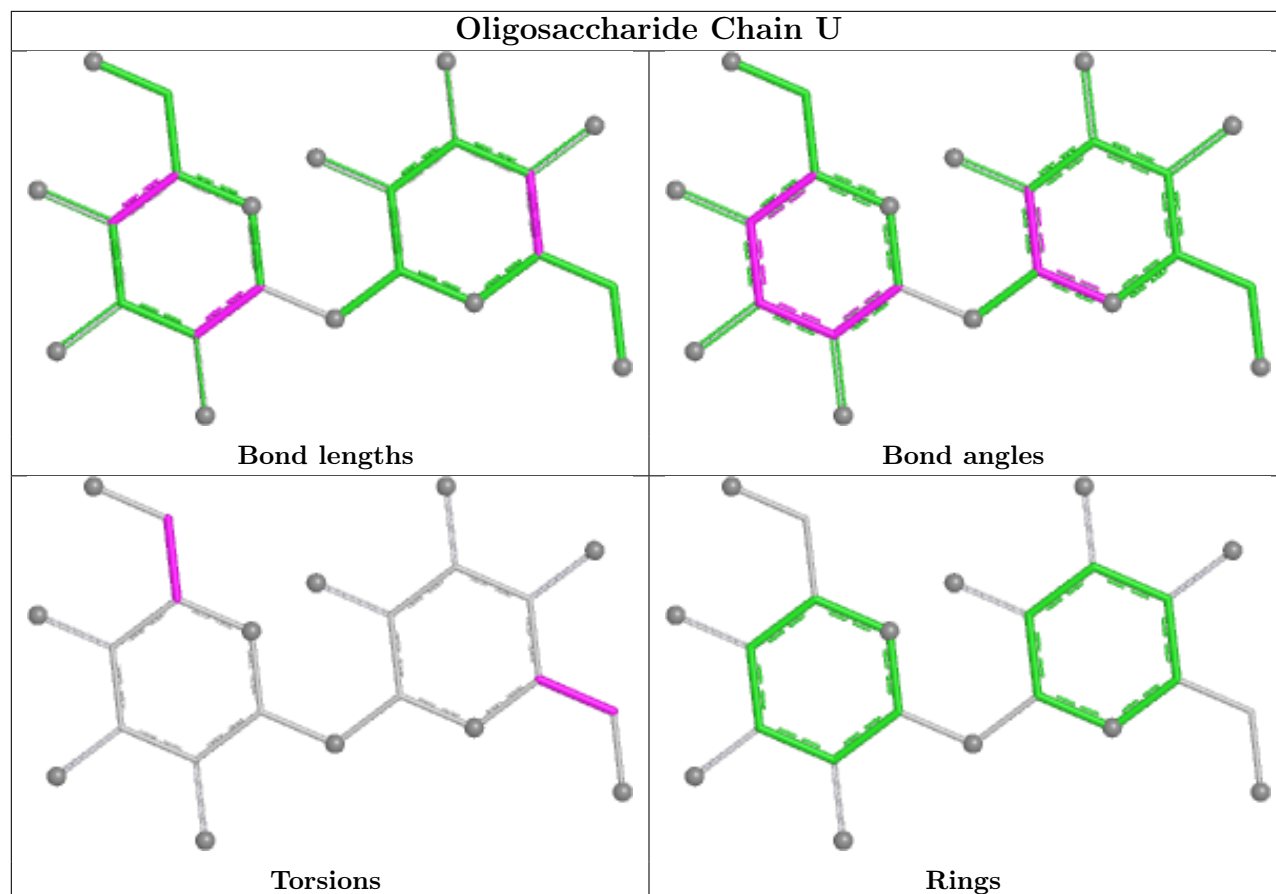 Oligosaccharide Chain U
Bond lengths
Bond angles
Torsions
Rings